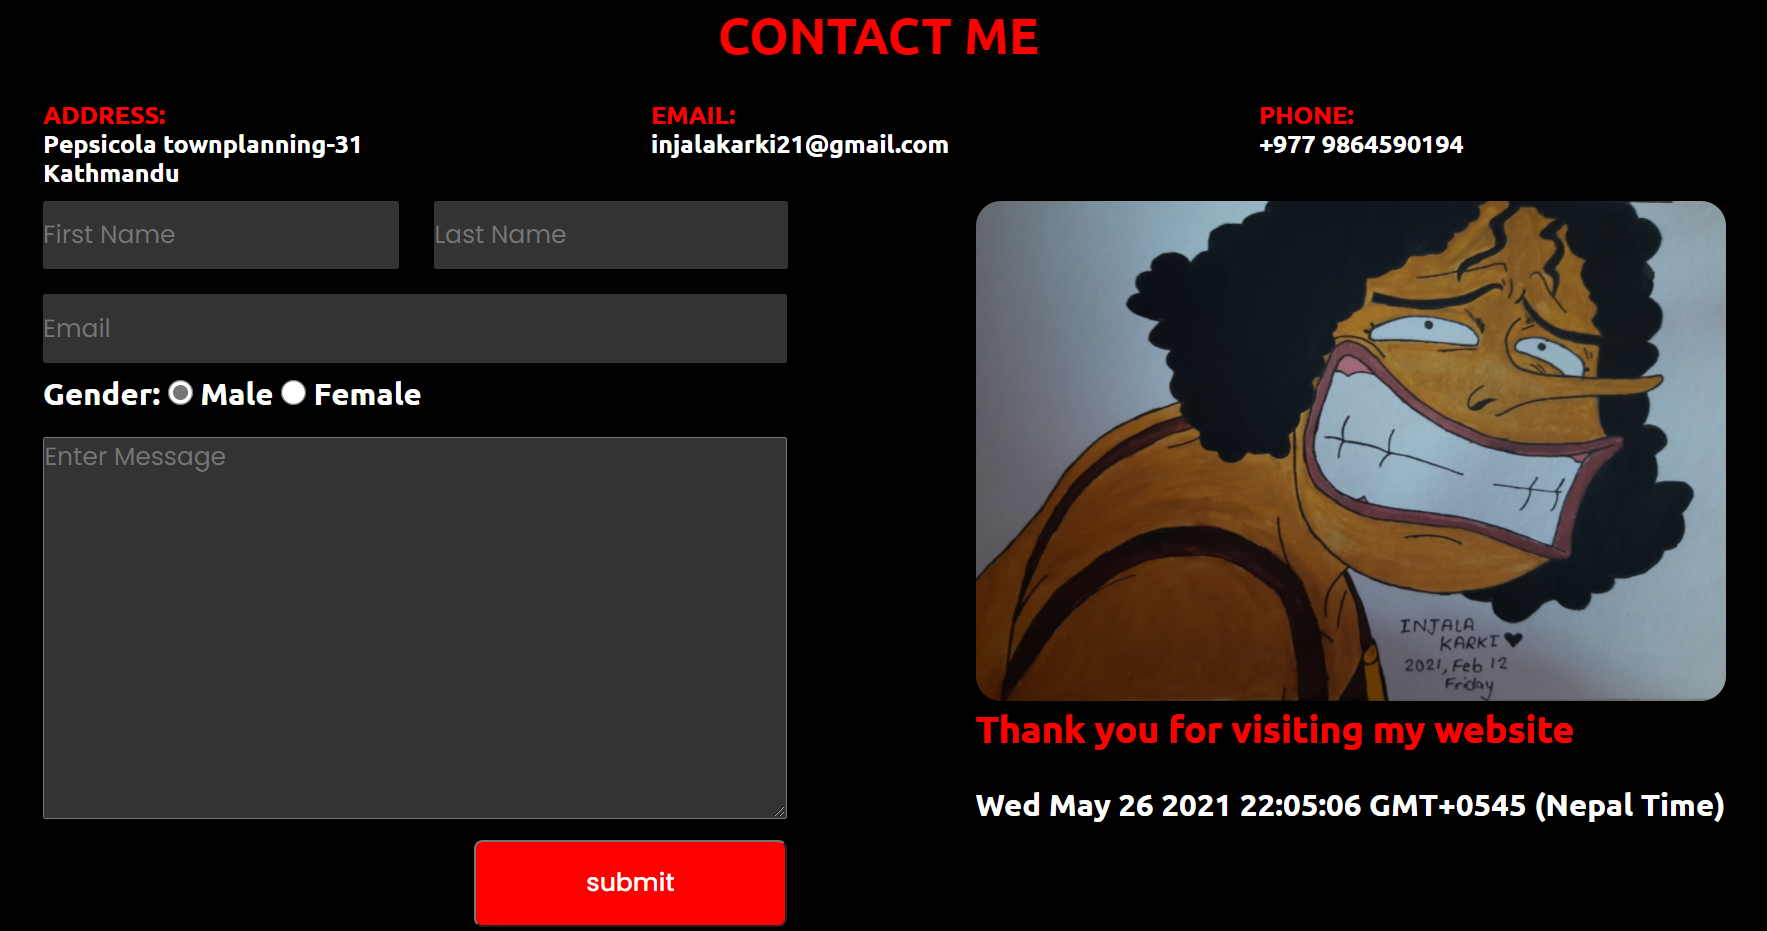 CONTACT ME
ADDRESS:
Pepsicola townplanning-31
Kathmandu
EMAIL:
injalakarki21@gmail.com
PHONE:
+977 9864590194
First Name
Last Name
Email
Gender: Male Female
Enter Message
submit
INJALA
KARKI
2021, Feb 12
Friday
Thank you for visiting my website
Wed May 26 2021 22:05:06 GMT+0545 (Nepal Time)